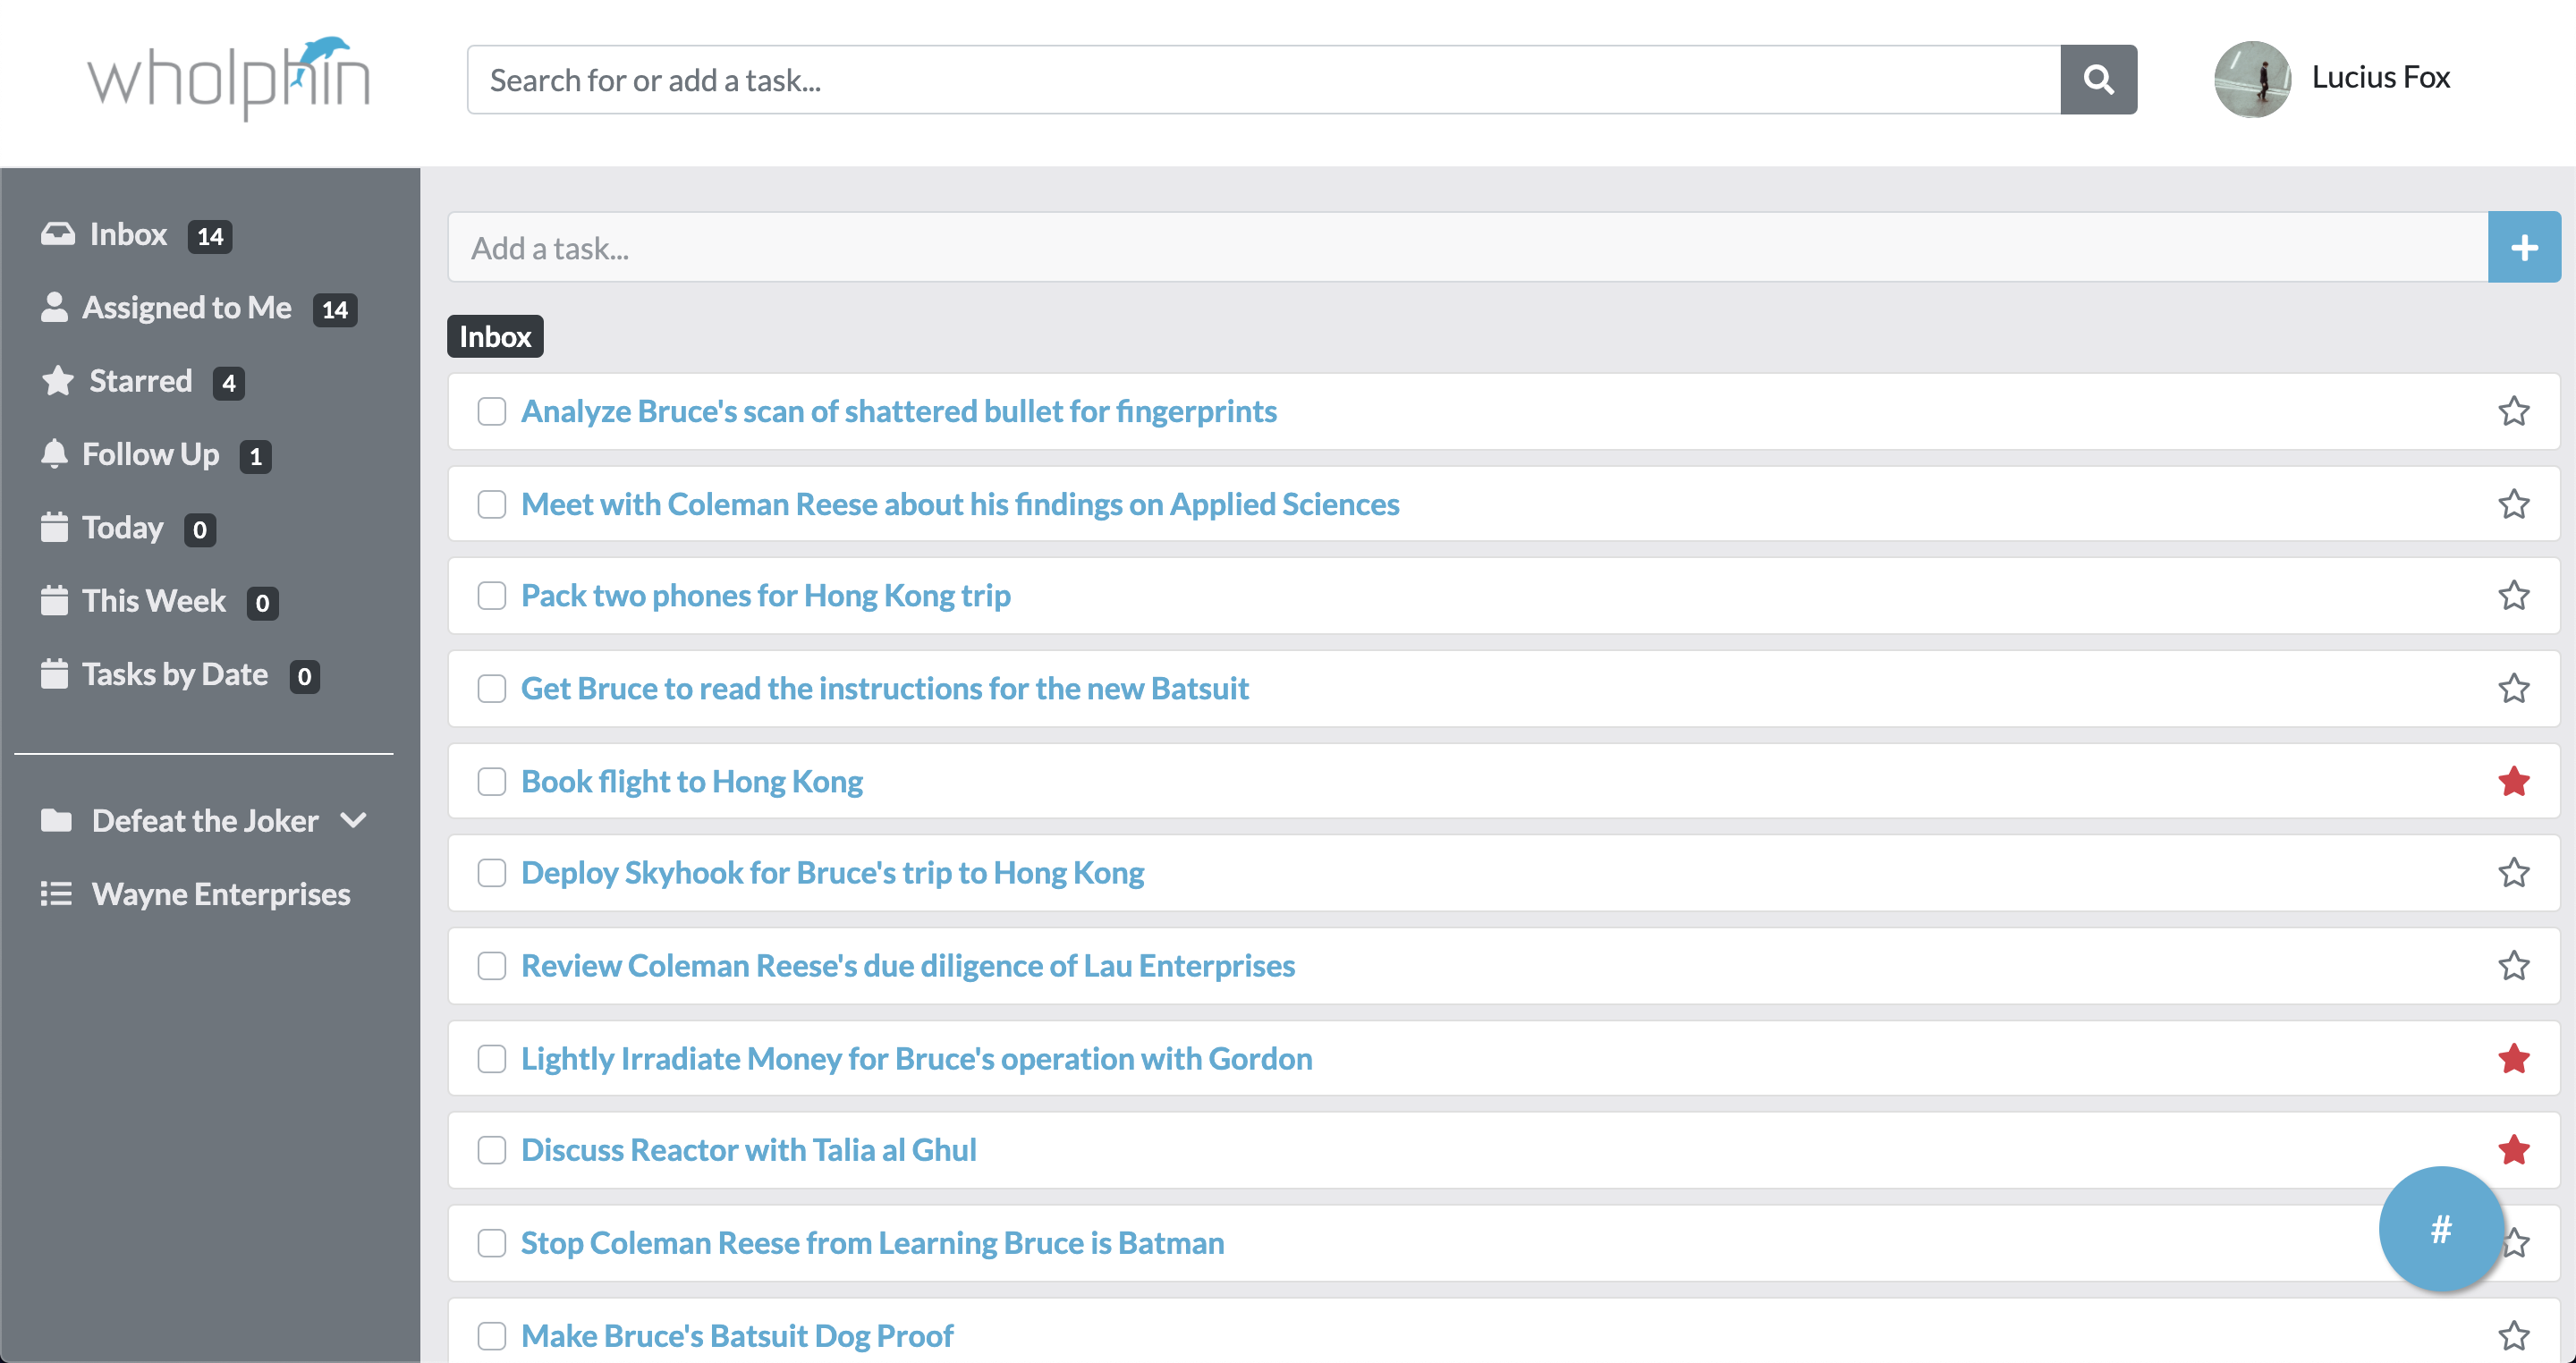 wholphin
Search for or add a task...
Lucius Fox
Inbox 14
Assigned to Me 14
Starred 4
Follow Up 1
Today 0
This Week 0
Tasks by Date 0
Defeat the Joker
Wayne Enterprises
Add a task...
Inbox
Analyze Bruce's scan of shattered bullet for fingerprints
Meet with Coleman Reese about his findings on Applied Sciences
Pack two phones for Hong Kong trip
Get Bruce to read the instructions for the new Batsuit
Book flight to Hong Kong
Deploy Skyhook for Bruce's trip to Hong Kong
Review Coleman Reese's due diligence of Lau Enterprises
Lightly Irradiate Money for Bruce's operation with Gordon
Discuss Reactor with Talia al Ghul
Stop Coleman Reese from Learning Bruce is Batman
#
Make Bruce's Batsuit Dog Proof